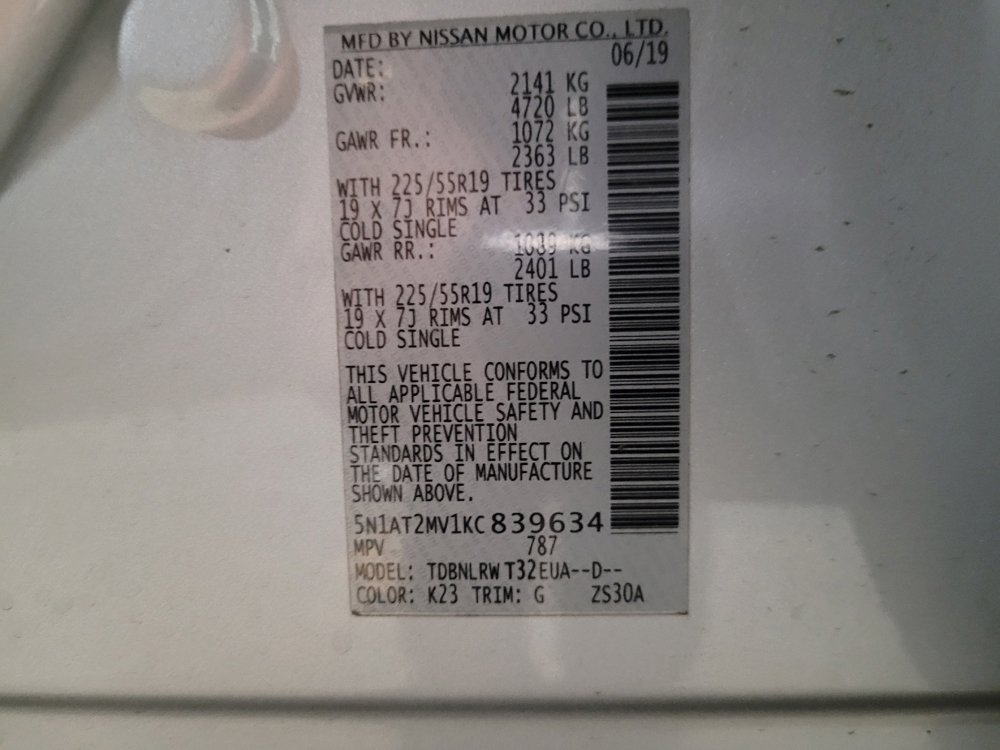 MFD BY NISSAN MOTOR CO., LTD.
DATE: 06/19
GVWR: 2141 KG
4720 LB
GAWR FR.: 1072 KG
2363 LB
WITH 225/55R19 TIRES
19 X 7J RIMS AT 33 PSI
COLD SINGLE
GAWR RR.: 1089 KG
2401 LB
WITH 225/55R19 TIRES
19 X 7J RIMS AT 33 PSI
COLD SINGLE
THIS VEHICLE CONFORMS TO
ALL APPLICABLE FEDERAL
MOTOR VEHICLE SAFETY AND
THEFT PREVENTION
STANDARDS IN EFFECT ON
THE DATE OF MANUFACTURE
SHOWN ABOVE.
5N1AT2MV1KC839634
MPV 787
MODEL: TDBNLRW T32EUA--D--
COLOR: K23 TRIM: G ZS30A